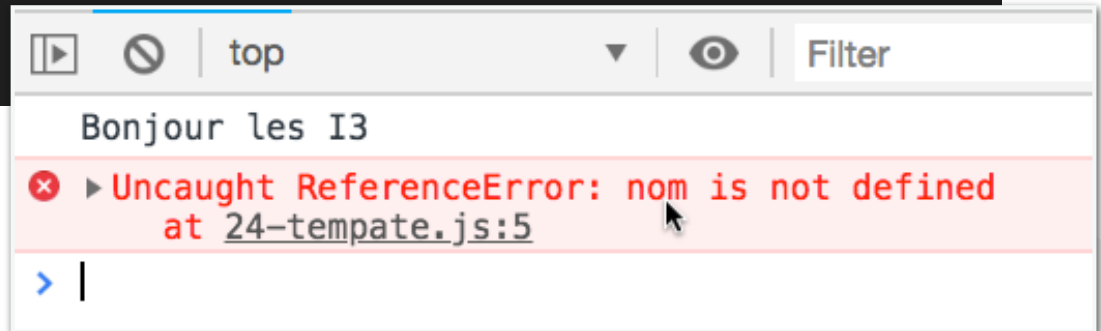 top ▼ Filter
Bonjour les I3
Uncaught ReferenceError: nom is not defined
at 24-tempate.js:5